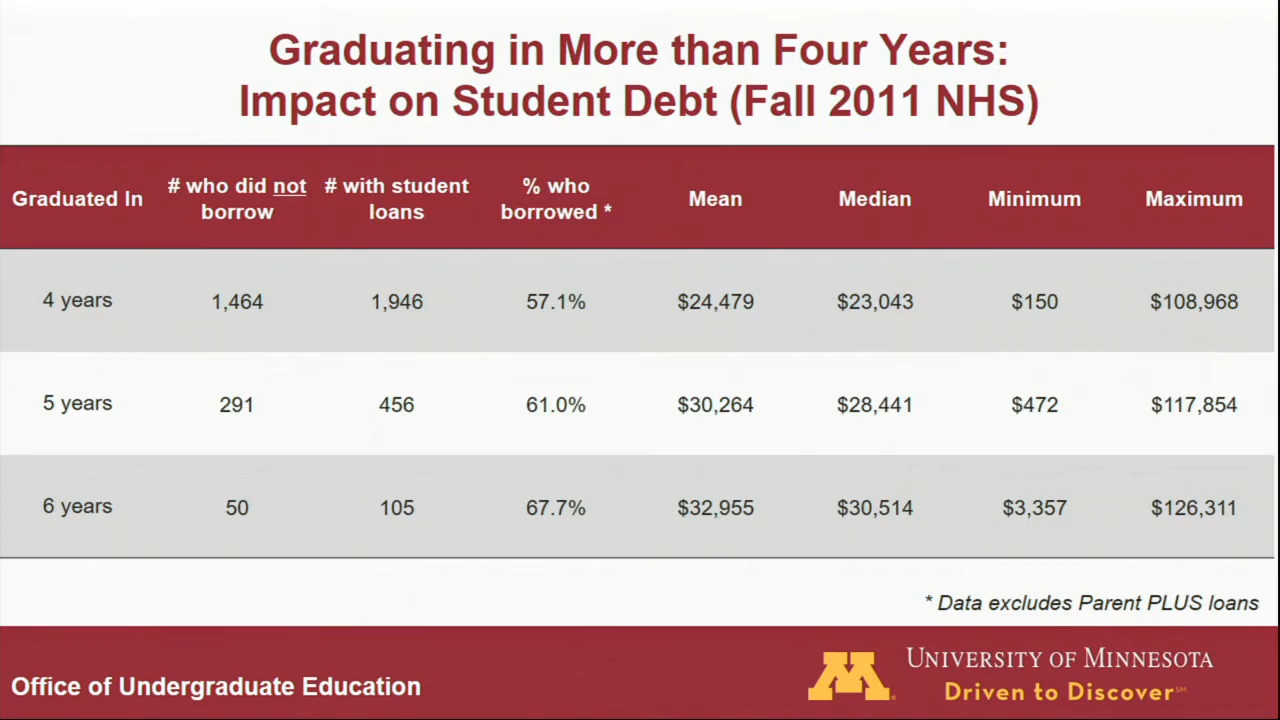 Graduating in More than Four Years:
Impact on Student Debt (Fall 2011 NHS)
Graduated In # who did not borrow # with student loans % who borrowed * Mean Median Minimum Maximum
4 years 1,464 1,946 57.1% $24,479 $23,043 $150 $108,968
5 years 291 456 61.0% $30,264 $28,441 $472 $117,854
6 years 50 105 67.7% $32,955 $30,514 $3,357 $126,311
* Data excludes Parent PLUS loans
Office of Undergraduate Education
M
UNIVERSITY OF MINNESOTA
Driven to Discover℠